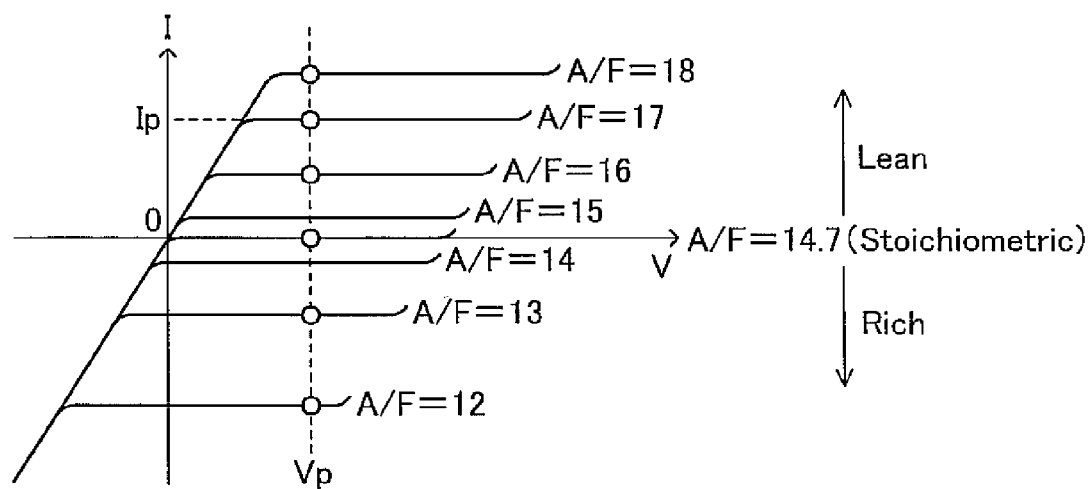 I
A/F=18
Ip
A/F=17
Lean
A/F=16
0
A/F=15
A/F=14.7(Stoichiometric)
V
A/F=14
A/F=13
Rich
A/F=12
Vp